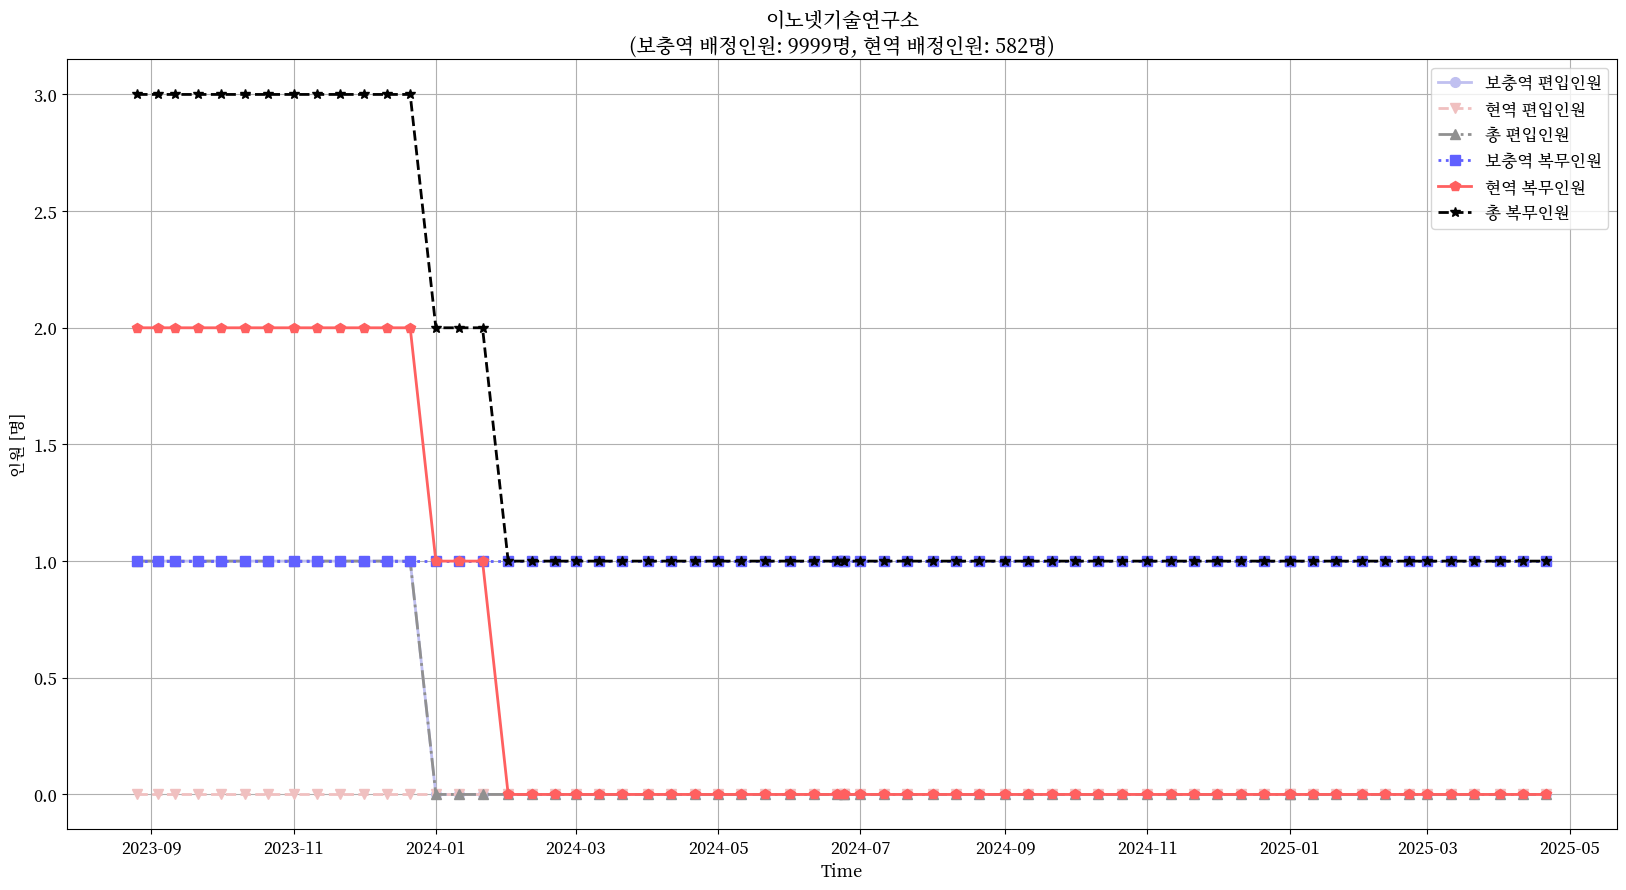 이노넷기술연구소
(보충역 배정인원: 9999명, 현역 배정인원: 582명)
보충역 편입인원
현역 편입인원
총 편입인원
보충역 복무인원
현역 복무인원
총 복무인원
인원 [명]
3.0
2.5
2.0
1.5
1.0
0.5
0.0
2023-09 2023-11 2024-01 2024-03 2024-05 2024-07 2024-09 2024-11 2025-01 2025-03 2025-05
Time